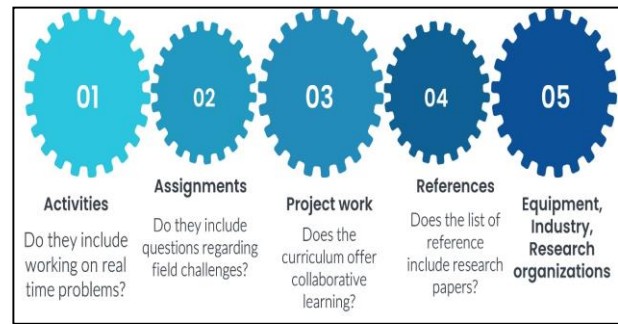 01
02
03
04
05
Activities
Do they include
working on real
time problems?
Assignments
Do they include
questions regarding
field challenges?
Project work
Does the
curriculum offer
collaborative
learning?
References
Does the list of
reference
include research
papers?
Equipment,
Industry,
Research
organizations